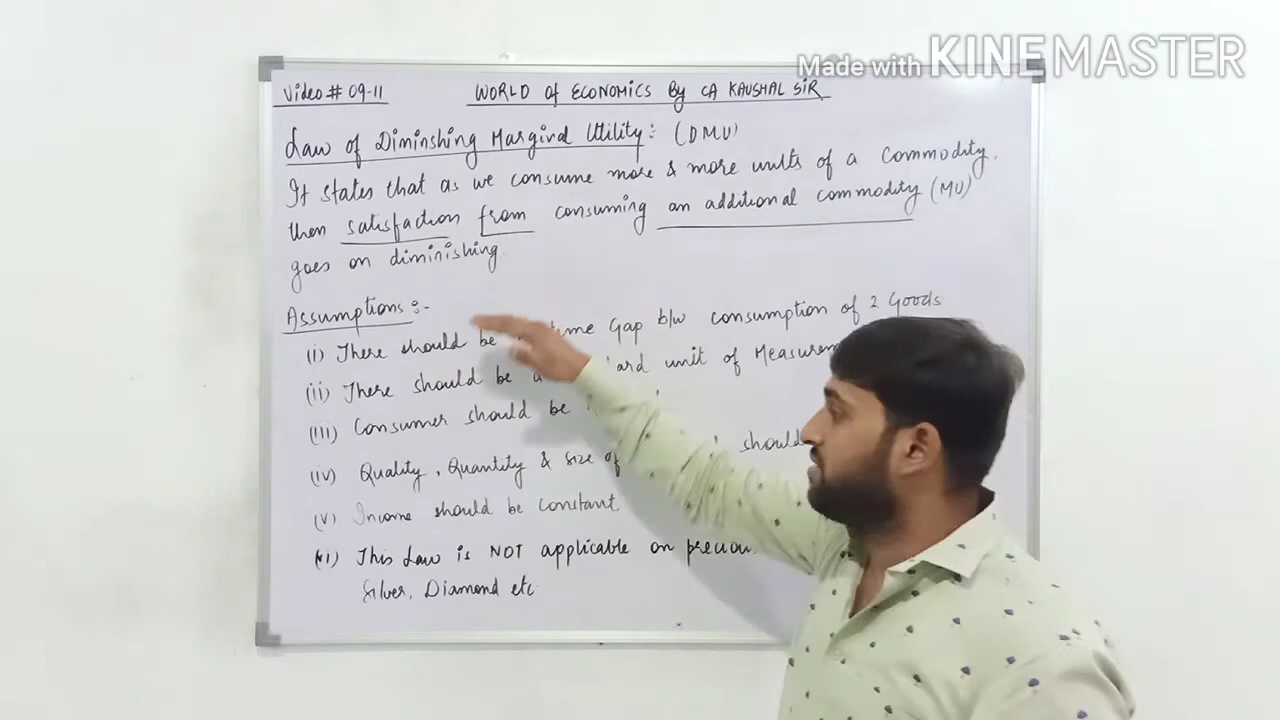 Made with KINEMASTER
Video # 09-11 WORLD of ECONOMICS By CA KAUSHAL SIR
Law of Diminshing Marginal Utility :- (DMU)
It states that as we consume more & more units of a commodity,
then satisfaction from consuming an additional commodity (MU)
goes on diminishing
Assumptions :-
(i) There should be time Gap b/w consumption of 2 Goods
(ii) There should be a unit of
(iii) Consumer should be
(iv) Quality, Quantity & size of should
(v) Income should be constant
(vi) This Law is NOT applicable on
Silver, Diamond etc